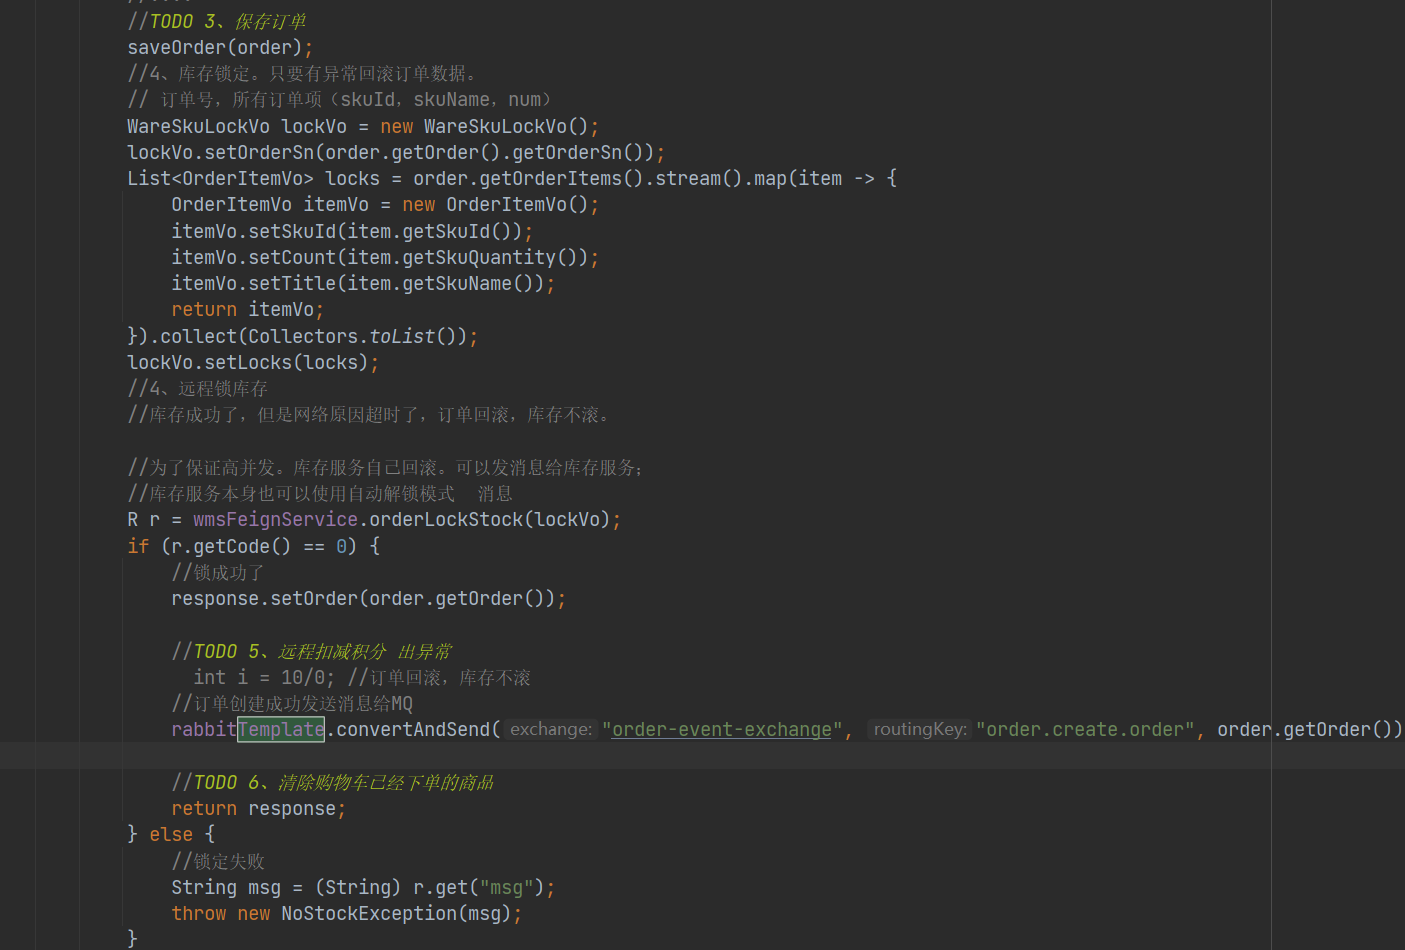 //TODO 3、保存订单
saveOrder(order);
//4、库存锁定。只要有异常回滚订单数据。
// 订单号，所有订单项（skuId，skuName，num）
WareSkuLockVo lockVo = new WareSkuLockVo();
lockVo.setOrderSn(order.getOrder().getOrderSn());
List<OrderItemVo> locks = order.getOrderItems().stream().map(item -> {
OrderItemVo itemVo = new OrderItemVo();
itemVo.setSkuId(item.getSkuId());
itemVo.setCount(item.getSkuQuantity());
itemVo.setTitle(item.getSkuName());
return itemVo;
}).collect(Collectors.toList());
lockVo.setLocks(locks);
//4、远程锁库存
//库存成功了，但是网络原因超时了，订单回滚，库存不滚。
//为了保证高并发。库存服务自己回滚。可以发消息给库存服务；
//库存服务本身也可以使用自动解锁模式 消息
R r = wmsFeignService.orderLockStock(lockVo);
if (r.getCode() == 0) {
//锁成功了
response.setOrder(order.getOrder());
//TODO 5、远程扣减积分 出异常
int i = 10/0; //订单回滚，库存不滚
//订单创建成功发送消息给MQ
rabbitTemplate.convertAndSend( exchange: "order-event-exchange", routingKey: "order.create.order", order.getOrder())
//TODO 6、清除购物车已经下单的商品
return response;
} else {
//锁定失败
String msg = (String) r.get("msg");
throw new NoStockException(msg);
}